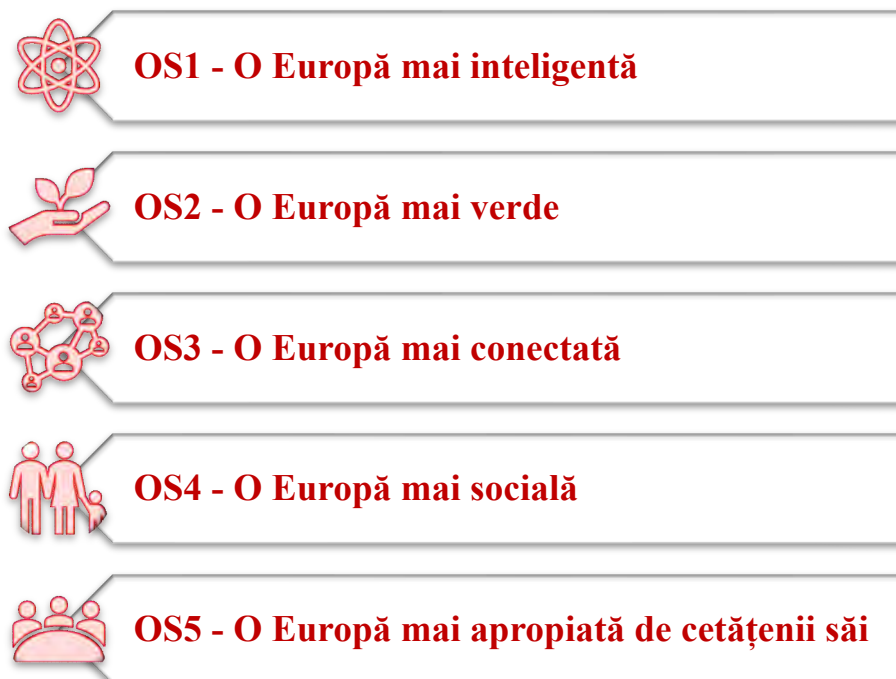 OS1 - O Europă mai inteligentă
OS2 - O Europă mai verde
OS3 - O Europă mai conectată
OS4 - O Europă mai socială
OS5 - O Europă mai apropiată de cetățenii săi